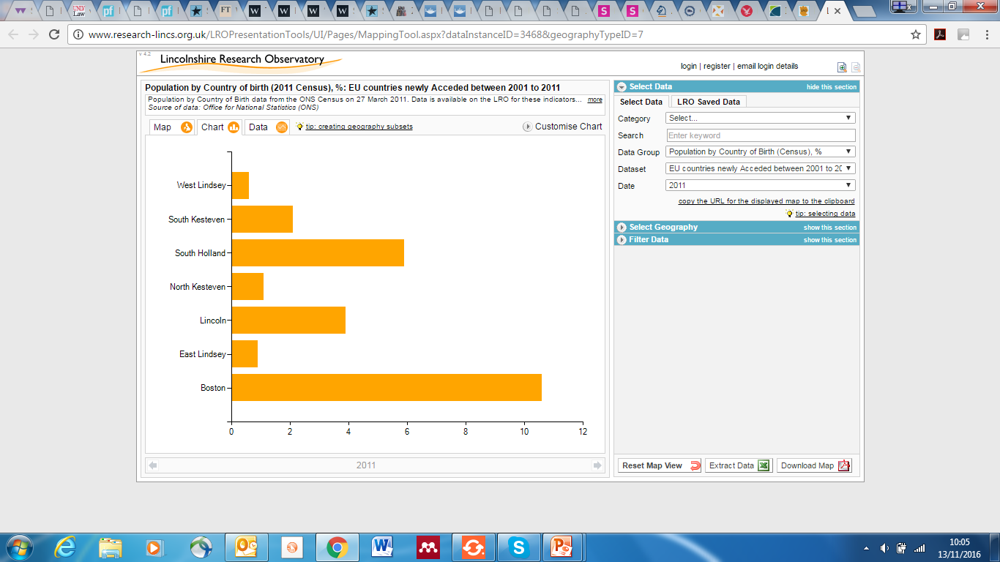 www.research-lincs.org.uk/LROPresentationTools/UI/Pages/MappingTool.aspx?dataInstanceID=3468&geographyTypeID=7
v 4.2
Lincolnshire Research Observatory
login | register | email login details
Population by Country of birth (2011 Census), %: EU countries newly Acceded between 2001 to 2011
Population by Country of Birth data from the ONS Census on 27 March 2011. Data is available on the LRO for these indicators... more
Source of data: Office for National Statistics (ONS)
Map Chart Data tip: creating geography subsets Customise Chart
West Lindsey
South Kesteven
South Holland
North Kesteven
Lincoln
East Lindsey
Boston
0 2 4 6 8 10 12
2011
Select Data hide this section
Select Data LRO Saved Data
Category Select...
Search Enter keyword
Data Group Population by Country of Birth (Census), %
Dataset EU countries newly Acceded between 2001 to 20
Date 2011
copy the URL for the displayed map to the clipboard
tip: selecting data
Select Geography show this section
Filter Data show this section
Reset Map View Extract Data Download Map
10:05
13/11/2016